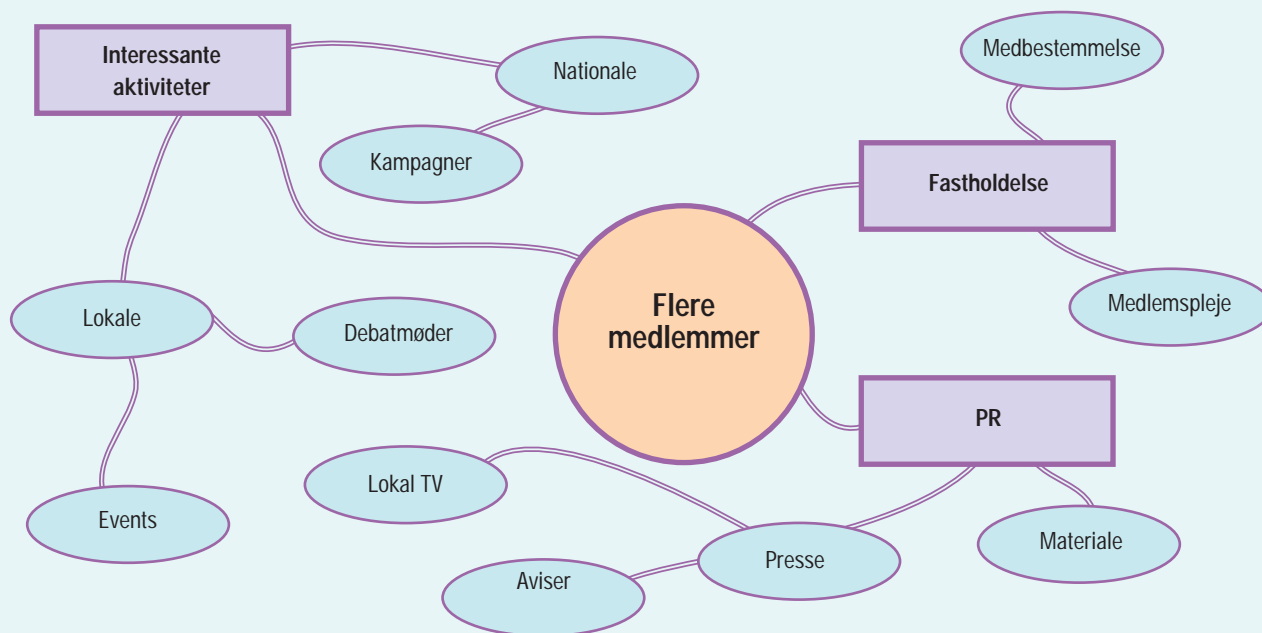 Interessante
aktiviteter
Nationale
Kampagner
Medbestemmelse
Fastholdelse
Medlemspleje
Flere
medlemmer
Lokale
Debatmøder
Events
PR
Lokal TV
Aviser
Presse
Materiale